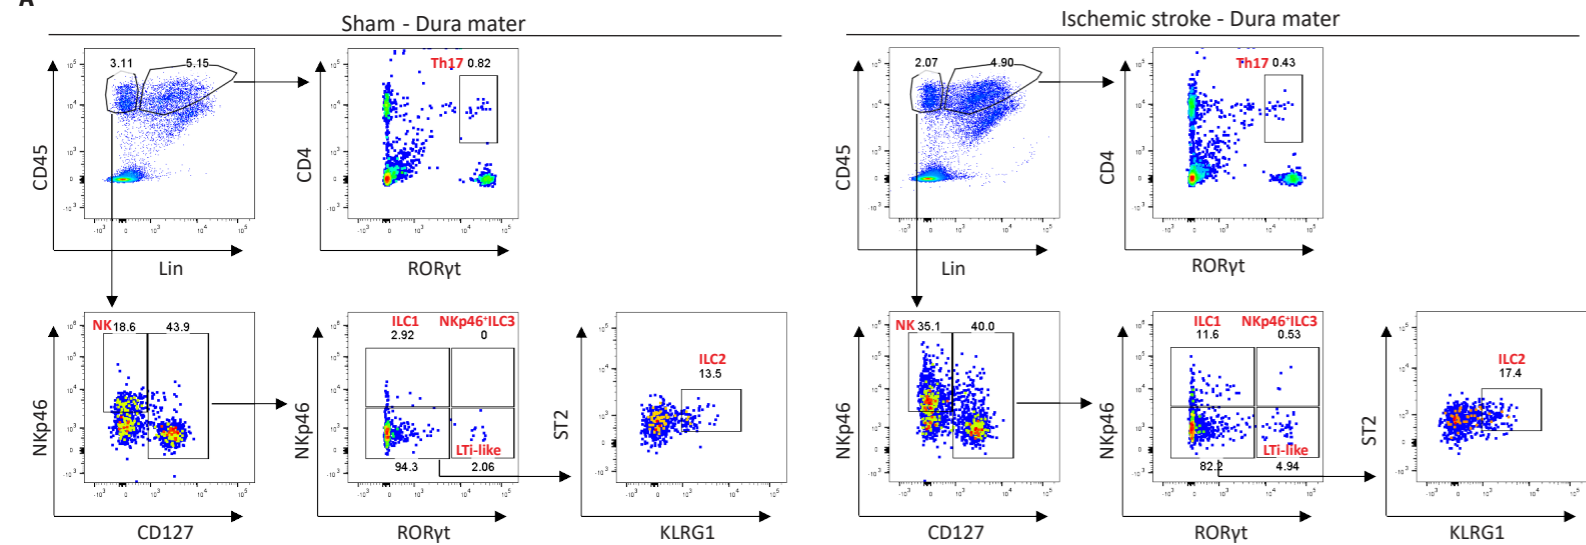 A
Sham - Dura mater
3.11
5.15
CD45
Lin
Th17 0.82
CD4
RORγt
NK 18.6
43.9
NKp46
CD127
ILC1
2.92
NKp46⁺ILC3
0
94.3
LTi-like
2.06
NKp46
RORγt
ILC2
13.5
ST2
KLRG1
Ischemic stroke - Dura mater
2.07
4.90
CD45
Lin
Th17 0.43
CD4
RORγt
NK 35.1
40.0
NKp46
CD127
ILC1
11.6
NKp46⁺ILC3
0.53
82.2
LTi-like
4.94
NKp46
RORγt
ILC2
17.4
ST2
KLRG1